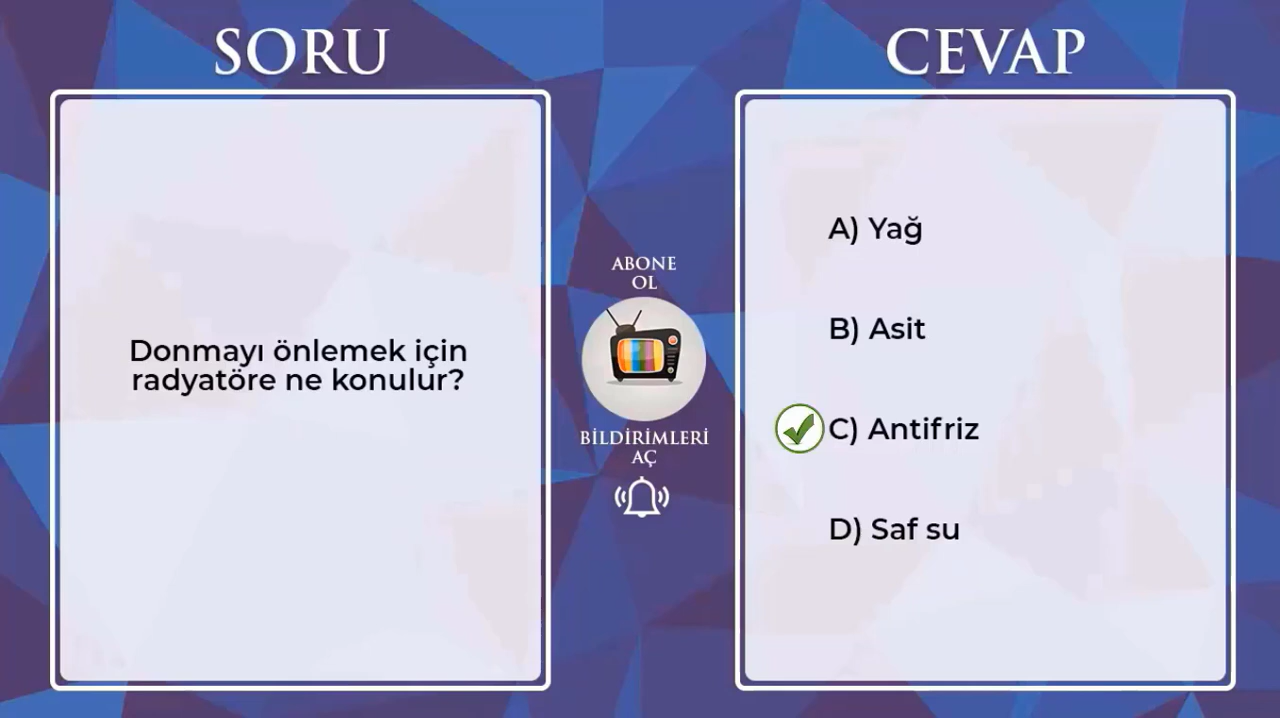 SORU
Donmayı önlemek için
radyatöre ne konulur?
ABONE
OL
BİLDİRİMLERİ
AÇ
CEVAP
A) Yağ
B) Asit
C) Antifriz
D) Saf su